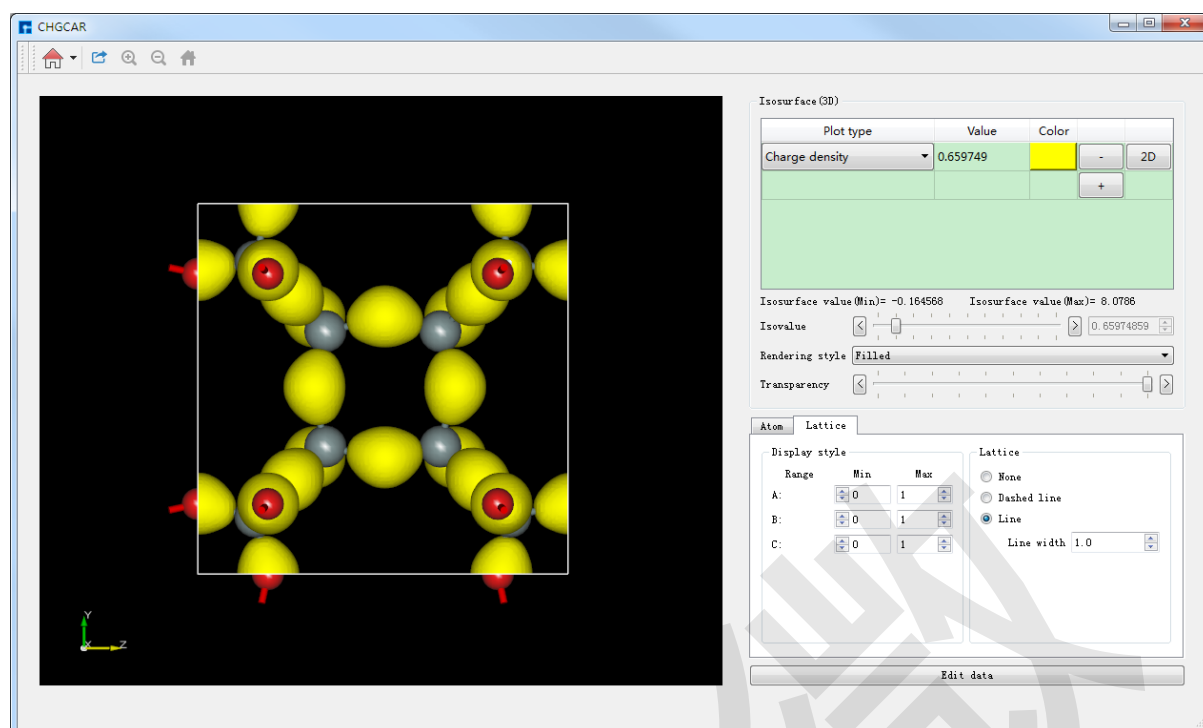 CHGCAR
Isosurface(3D)
Plot type Value Color
Charge density 0.659749 - 2D
+
Isosurface value(Min)= -0.164568 Isosurface value(Max)= 8.0786
Isovalue < > 0.65974859
Rendering style Filled
Transparency < >
Atom Lattice
Display style
Range Min Max
A: 0 1
B: 0 1
C: 0 1
Lattice
None
Dashed line
Line
Line width 1.0
Edit data
Y
X Z